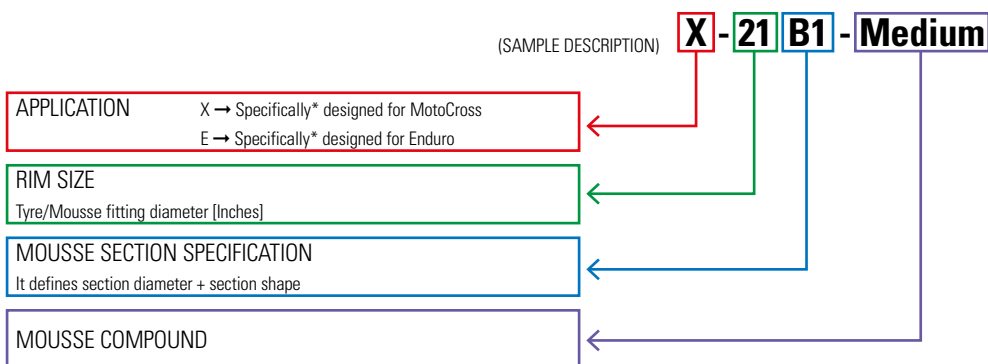 (SAMPLE DESCRIPTION) X - 21 B1 - Medium
APPLICATION X → Specifically* designed for MotoCross
E → Specifically* designed for Enduro
RIM SIZE
Tyre/Mousse fitting diameter [Inches]
MOUSSE SECTION SPECIFICATION
It defines section diameter + section shape
MOUSSE COMPOUND